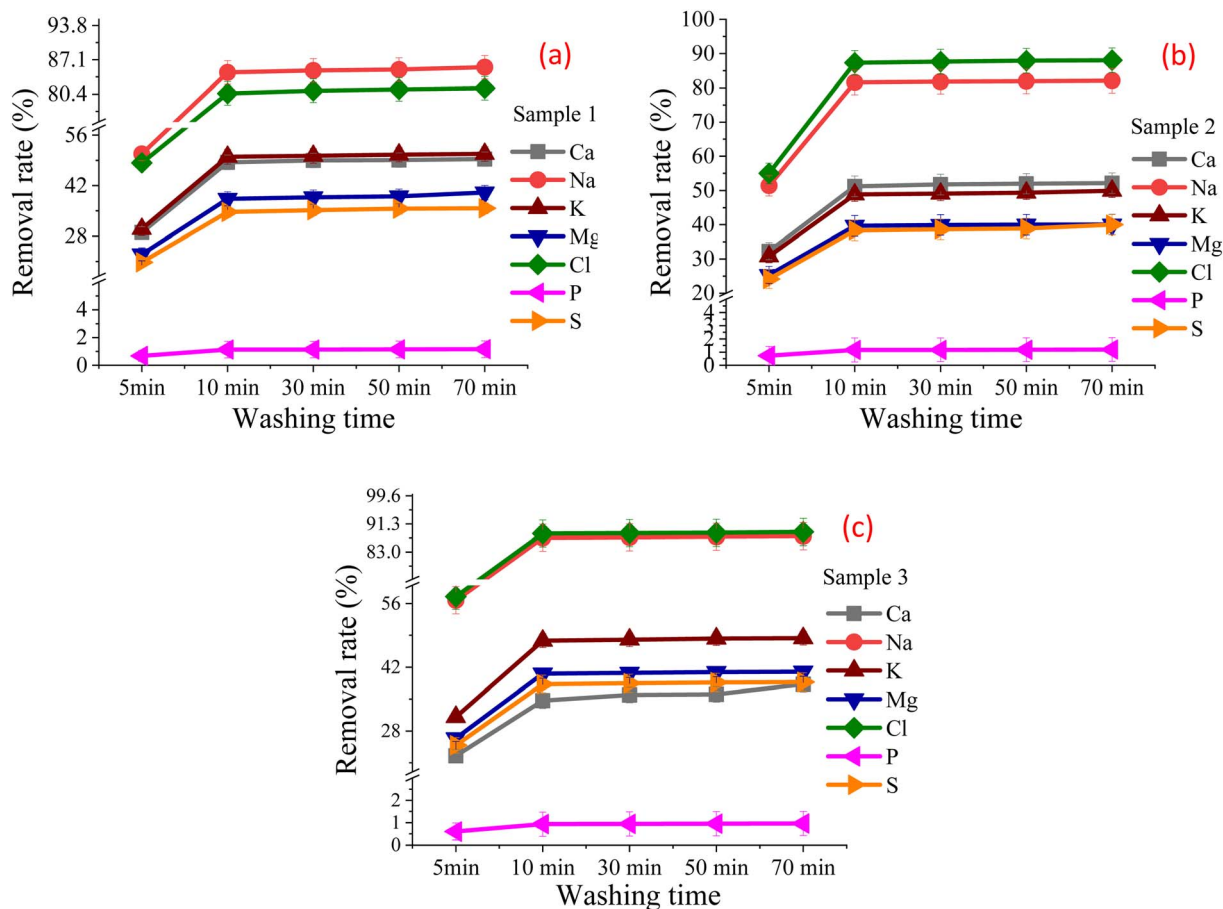 (a)
Removal rate (%)
93.8
87.1
80.4
56
42
28
4
2
0
5min 10 min 30 min 50 min 70 min
Washing time
Sample 1
Ca
Na
K
Mg
Cl
P
S
(b)
Removal rate (%)
100
90
80
70
60
50
40
30
20
4
3
2
1
0
5min 10 min 30 min 50 min 70 min
Washing time
Sample 2
Ca
Na
K
Mg
Cl
P
S
(c)
Removal rate (%)
99.6
91.3
83.0
56
42
28
2
1
0
5min 10 min 30 min 50 min 70 min
Washing time
Sample 3
Ca
Na
K
Mg
Cl
P
S